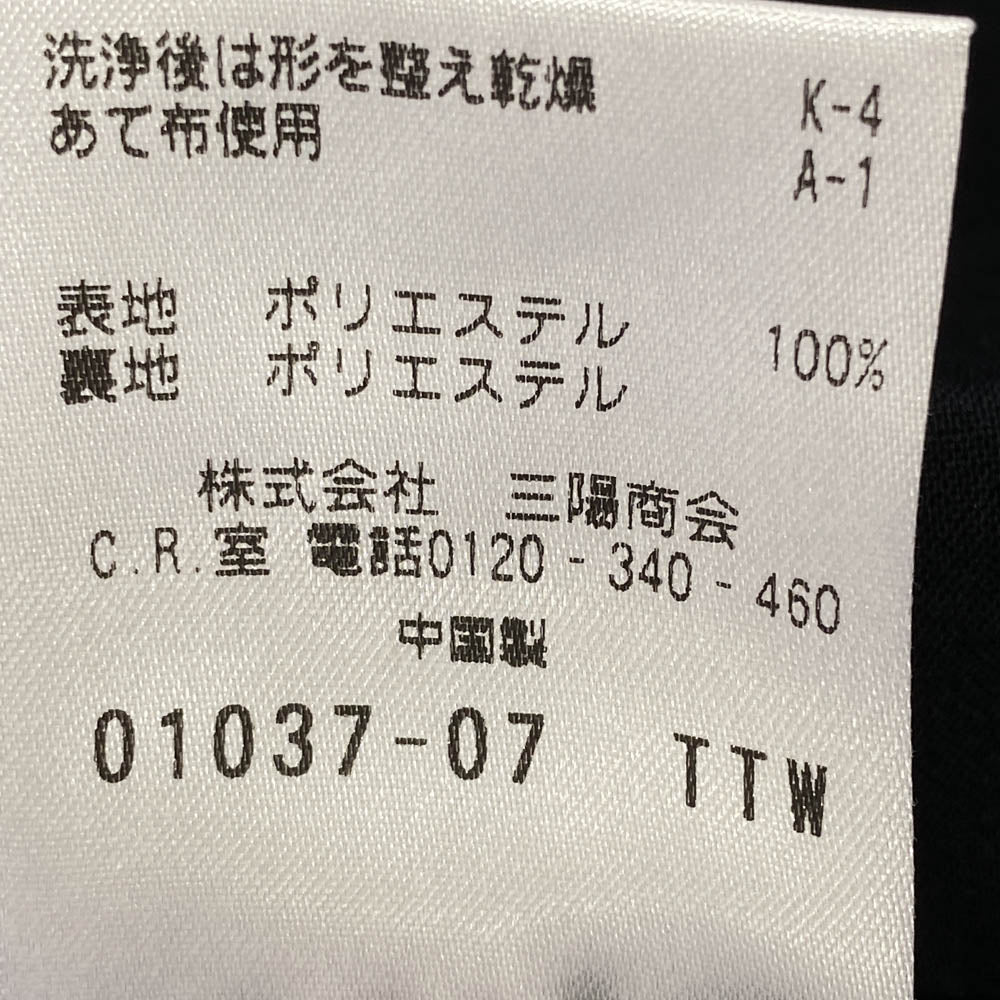 洗浄後は形を整え乾燥 K-4
あて布使用 A-1
表地 ポリエステル 100%
裏地 ポリエステル
株式会社 三陽商会
C.R.室 電話0120-340-460
中国製
01037-07 TTW